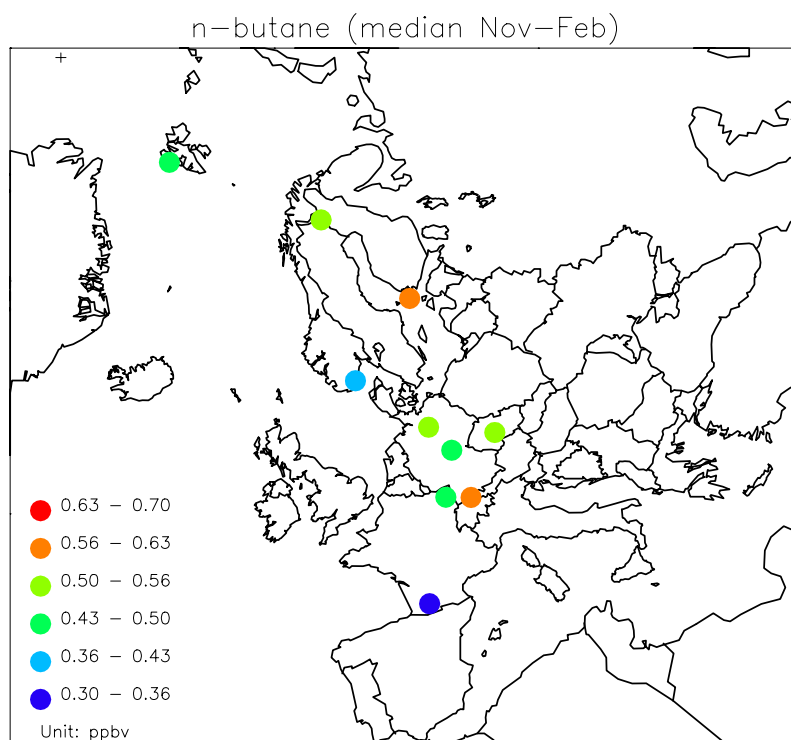 n-butane (median Nov-Feb)
0.63 - 0.70
0.56 - 0.63
0.50 - 0.56
0.43 - 0.50
0.36 - 0.43
0.30 - 0.36
Unit: ppbv